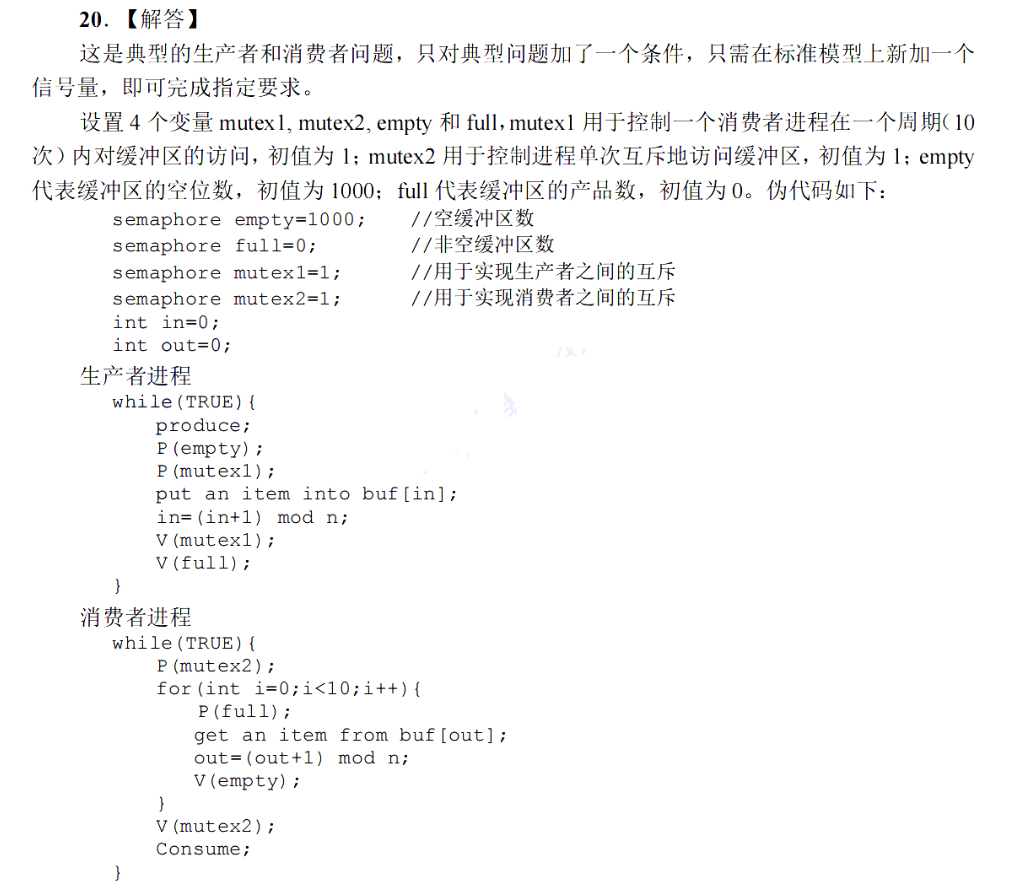 20. 【解答】
这是典型的生产者和消费者问题，只对典型问题加了一个条件，只需在标准模型上新加一个
信号量，即可完成指定要求。
设置 4 个变量 mutex1, mutex2, empty 和 full，mutex1 用于控制一个消费者进程在一个周期（10
次）内对缓冲区的访问，初值为 1；mutex2 用于控制进程单次互斥地访问缓冲区，初值为 1；empty
代表缓冲区的空位数，初值为 1000；full 代表缓冲区的产品数，初值为 0。伪代码如下：
semaphore empty=1000; //空缓冲区数
semaphore full=0; //非空缓冲区数
semaphore mutex1=1; //用于实现生产者之间的互斥
semaphore mutex2=1; //用于实现消费者之间的互斥
int in=0;
int out=0;
生产者进程
while(TRUE){
produce;
P(empty);
P(mutex1);
put an item into buf[in];
in=(in+1) mod n;
V(mutex1);
V(full);
}
消费者进程
while(TRUE){
P(mutex2);
for(int i=0;i<10;i++){
P(full);
get an item from buf[out];
out=(out+1) mod n;
V(empty);
}
V(mutex2);
Consume;
}